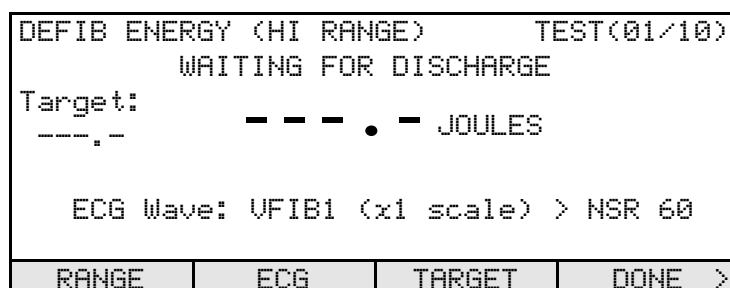 DEFIB ENERGY (HI RANGE) TEST(01/10)
WAITING FOR DISCHARGE
Target:
---.- ---.- JOULES
ECG Wave: VFIB1 (x1 scale) > NSR 60
RANGE ECG TARGET DONE >